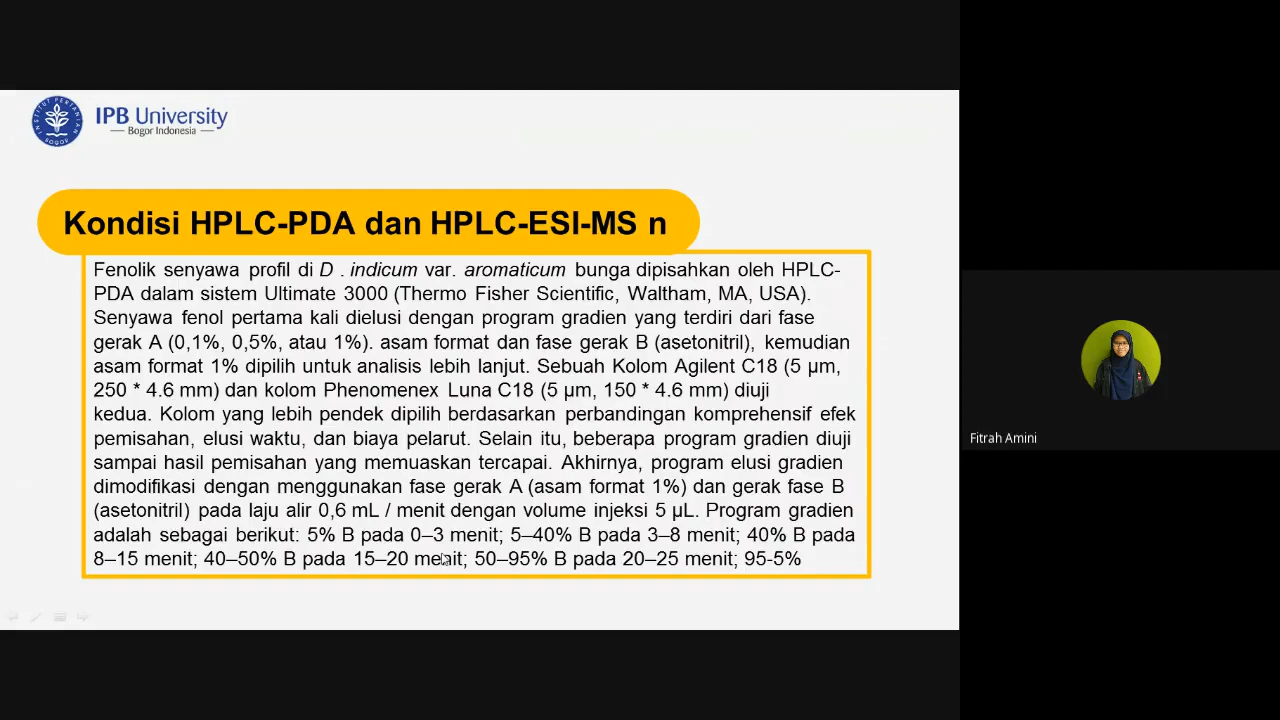 INSTITUT PERTANIAN
BOGOR
IPB University
Bogor Indonesia
Kondisi HPLC-PDA dan HPLC-ESI-MS n
Fenolik senyawa profil di D . indicum var. aromaticum bunga dipisahkan oleh HPLC-
PDA dalam sistem Ultimate 3000 (Thermo Fisher Scientific, Waltham, MA, USA).
Senyawa fenol pertama kali dielusi dengan program gradien yang terdiri dari fase
gerak A (0,1%, 0,5%, atau 1%). asam format dan fase gerak B (asetonitril), kemudian
asam format 1% dipilih untuk analisis lebih lanjut. Sebuah Kolom Agilent C18 (5 μm,
250 * 4.6 mm) dan kolom Phenomenex Luna C18 (5 μm, 150 * 4.6 mm) diuji
kedua. Kolom yang lebih pendek dipilih berdasarkan perbandingan komprehensif efek
pemisahan, elusi waktu, dan biaya pelarut. Selain itu, beberapa program gradien diuji
sampai hasil pemisahan yang memuaskan tercapai. Akhirnya, program elusi gradien
dimodifikasi dengan menggunakan fase gerak A (asam format 1%) dan gerak fase B
(asetonitril) pada laju alir 0,6 mL / menit dengan volume injeksi 5 μL. Program gradien
adalah sebagai berikut: 5% B pada 0–3 menit; 5–40% B pada 3–8 menit; 40% B pada
8–15 menit; 40–50% B pada 15–20 menit; 50–95% B pada 20–25 menit; 95-5%
Fitrah Amini